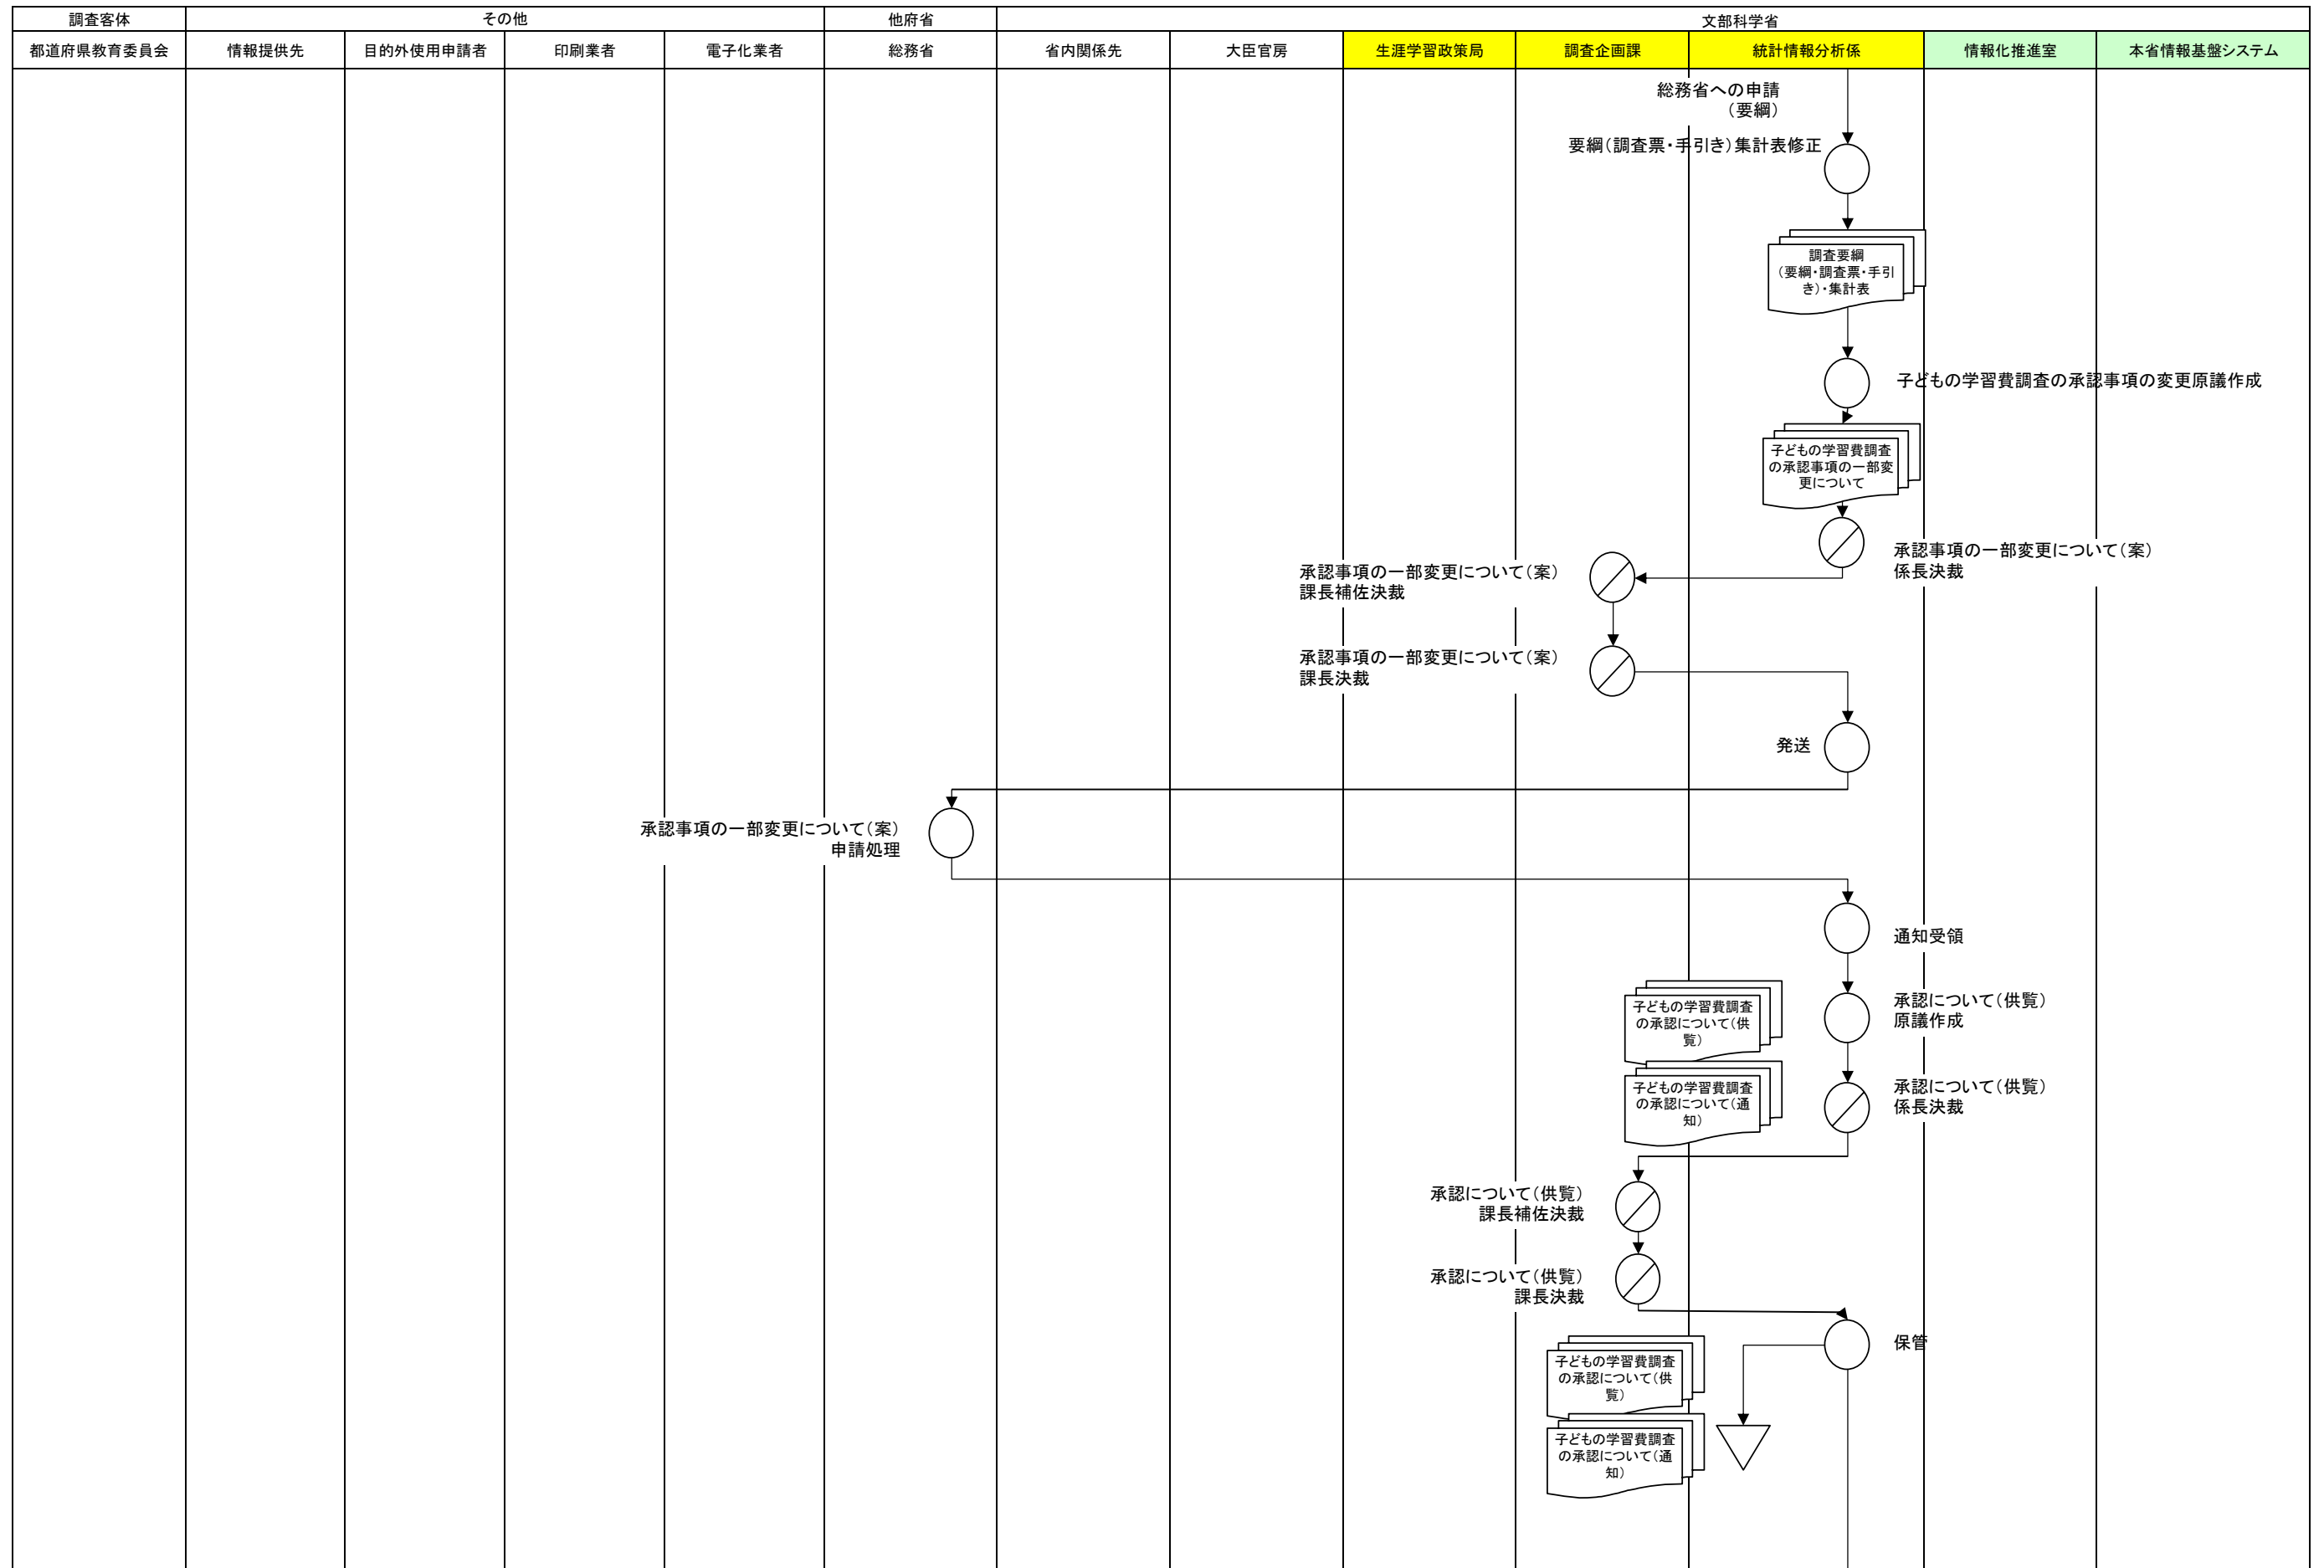 調査客体
その他
他府省
文部科学省
都道府県教育委員会
情報提供先
目的外使用申請者
印刷業者
電子化業者
総務省
省内関係先
大臣官房
生涯学習政策局
調査企画課
統計情報分析係
情報化推進室
本省情報基盤システム
総務省への申請
（要綱）
要綱（調査票・手引き）集計表修正
調査要綱
（要綱・調査票・手引
き）・集計表
子どもの学習費調査の承認事項の変更原議作成
子どもの学習費調査
の承認事項の一部変
更について
承認事項の一部変更について（案）
係長決裁
承認事項の一部変更について（案）
課長補佐決裁
承認事項の一部変更について（案）
課長決裁
発送
承認事項の一部変更について（案）
申請処理
通知受領
子どもの学習費調査
の承認について（供
覧）
承認について（供覧）
原議作成
子どもの学習費調査
の承認について（通
知）
承認について（供覧）
係長決裁
承認について（供覧）
課長補佐決裁
承認について（供覧）
課長決裁
保管
子どもの学習費調査
の承認について（供
覧）
子どもの学習費調査
の承認について（通
知）